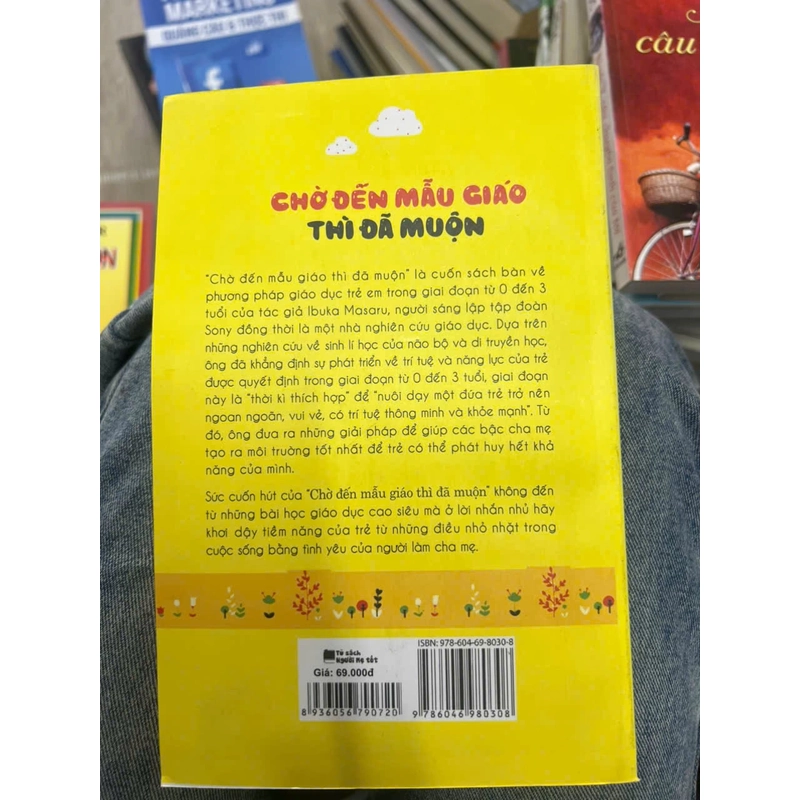 MARKETING
CHỜ ĐẾN MẪU GIÁO
THÌ ĐÃ MUỘN
"Chờ đến mẫu giáo thì đã muộn" là cuốn sách bàn về
phương pháp giáo dục trẻ em trong giai đoạn từ 0 đến 3
tuổi của tác giả Ibuka Masaru, người sáng lập tập đoàn
Sony đồng thời là một nhà nghiên cứu giáo dục. Dựa trên
những nghiên cứu về sinh lí học của não bộ và di truyền học,
ông đã khẳng định sự phát triển về trí tuệ và năng lực của trẻ
được quyết định trong giai đoạn từ 0 đến 3 tuổi, giai đoạn
này là "thời kì thích hợp" để "nuôi dạy một đứa trẻ trở nên
ngoan ngoãn, vui vẻ, có trí tuệ thông minh và khỏe mạnh". Từ
đó, ông đưa ra những giải pháp để giúp các bậc cha mẹ
tạo ra môi trường tốt nhất để trẻ có thể phát huy hết khả
năng của mình.
Sức cuốn hút của "Chờ đến mẫu giáo thì đã muộn" không đến
từ những bài học giáo dục cao siêu mà ở lời nhắn nhủ hãy
khơi dậy tiềm năng của trẻ từ những điều nhỏ nhặt trong
cuộc sống bằng tình yêu của người làm cha mẹ.
Tủ sách
Người mẹ tốt
Giá: 69.000đ
8 936056 790720
ISBN: 978-604-69-8030-8
9 786046 980308
câu